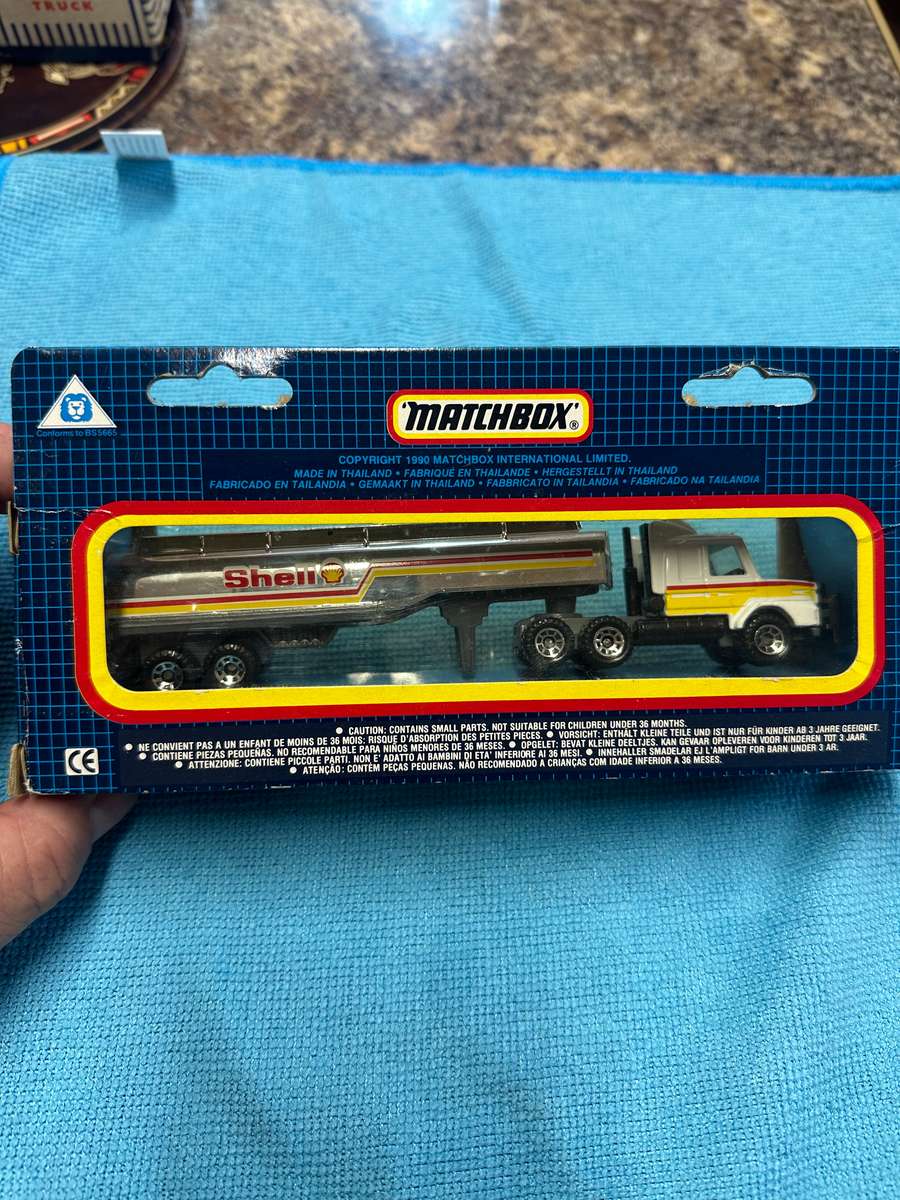 TRUCK
Conforms to BS5665
'MATCHBOX'®
COPYRIGHT 1990 MATCHBOX INTERNATIONAL LIMITED.
MADE IN THAILAND • FABRIQUÉ EN THAILANDE • HERGESTELLT IN THAILAND
FABRICADO EN TAILANDIA • GEMAAKT IN THAILAND • FABBRICATO IN TAILANDIA • FABRICADO NA TAILANDIA
Shell
CE
• CAUTION: CONTAINS SMALL PARTS. NOT SUITABLE FOR CHILDREN UNDER 36 MONTHS.
• NE CONVIENT PAS A UN ENFANT DE MOINS DE 36 MOIS: RISQUE D'ABSORPTION DES PETITES PIECES. • VORSICHT: ENTHÄLT KLEINE TEILE UND IST NUR FÜR KINDER AB 3 JAHRE GEEIGNET.
• CONTIENE PIEZAS PEQUEÑAS. NO RECOMENDABLE PARA NIÑOS MENORES DE 36 MESES. • OPGELET: BEVAT KLEINE DEELTJES. KAN GEVAAR OPLEVEREN VOOR KINDEREN TOT 3 JAAR.
• ATTENZIONE: CONTIENE PICCOLE PARTI. NON E' ADATTO AI BAMBINI DI ETA' INFERIORE AI 36 MESI. • INNEHALLER SMADELAR EJ L'AMPLIGT FOR BARN UNDER 3 AR.
• ATENÇAO: CONTÉM PEÇAS PEQUENAS. NÃO RECOMENDADO A CRIANÇAS COM IDADE INFERIOR A 36 MESES.